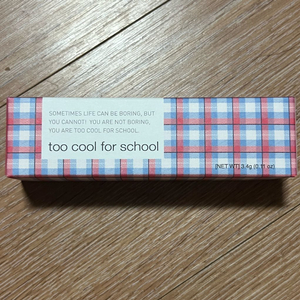 SOMETIMES LIFE CAN BE BORING, BUT
YOU CANNOT! YOU ARE NOT BORING,
YOU ARE TOO COOL FOR SCHOOL.
too cool for school
[NET WT.] 3.4g (0.11 oz)